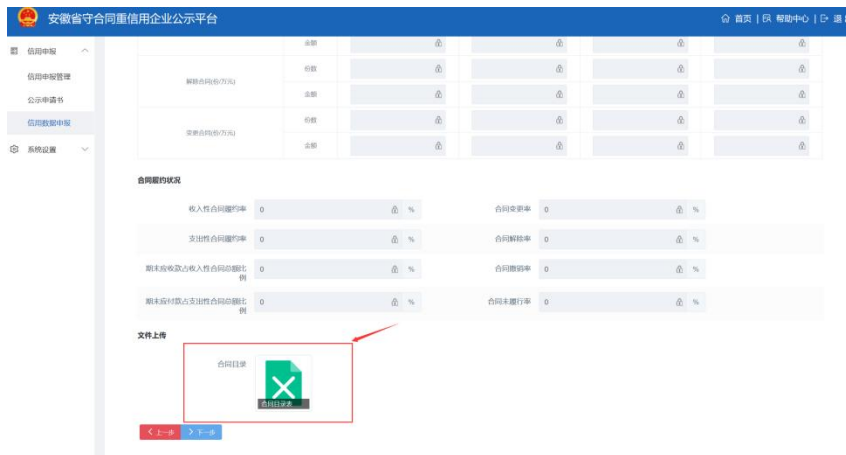 安徽省守合同重信用企业公示平台
首页 | 帮助中心 | 退
信用申报
信用申报管理
公示申请书
信用数据申报
系统设置
金额
解除合同(份/万元)
份数
金额
变更合同(份/万元)
份数
金额
合同履约状况
收入性合同履约率 0 %
合同变更率 0 %
支出性合同履约率 0 %
合同解除率 0 %
期末应收款占收入性合同总额比
例
0 %
合同撤销率 0 %
期末应付款占支出性合同总额比
例
0 %
合同未履行率 0 %
文件上传
合同目录
合同目录表
上一步
下一步